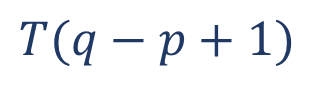 T(q − p + 1)